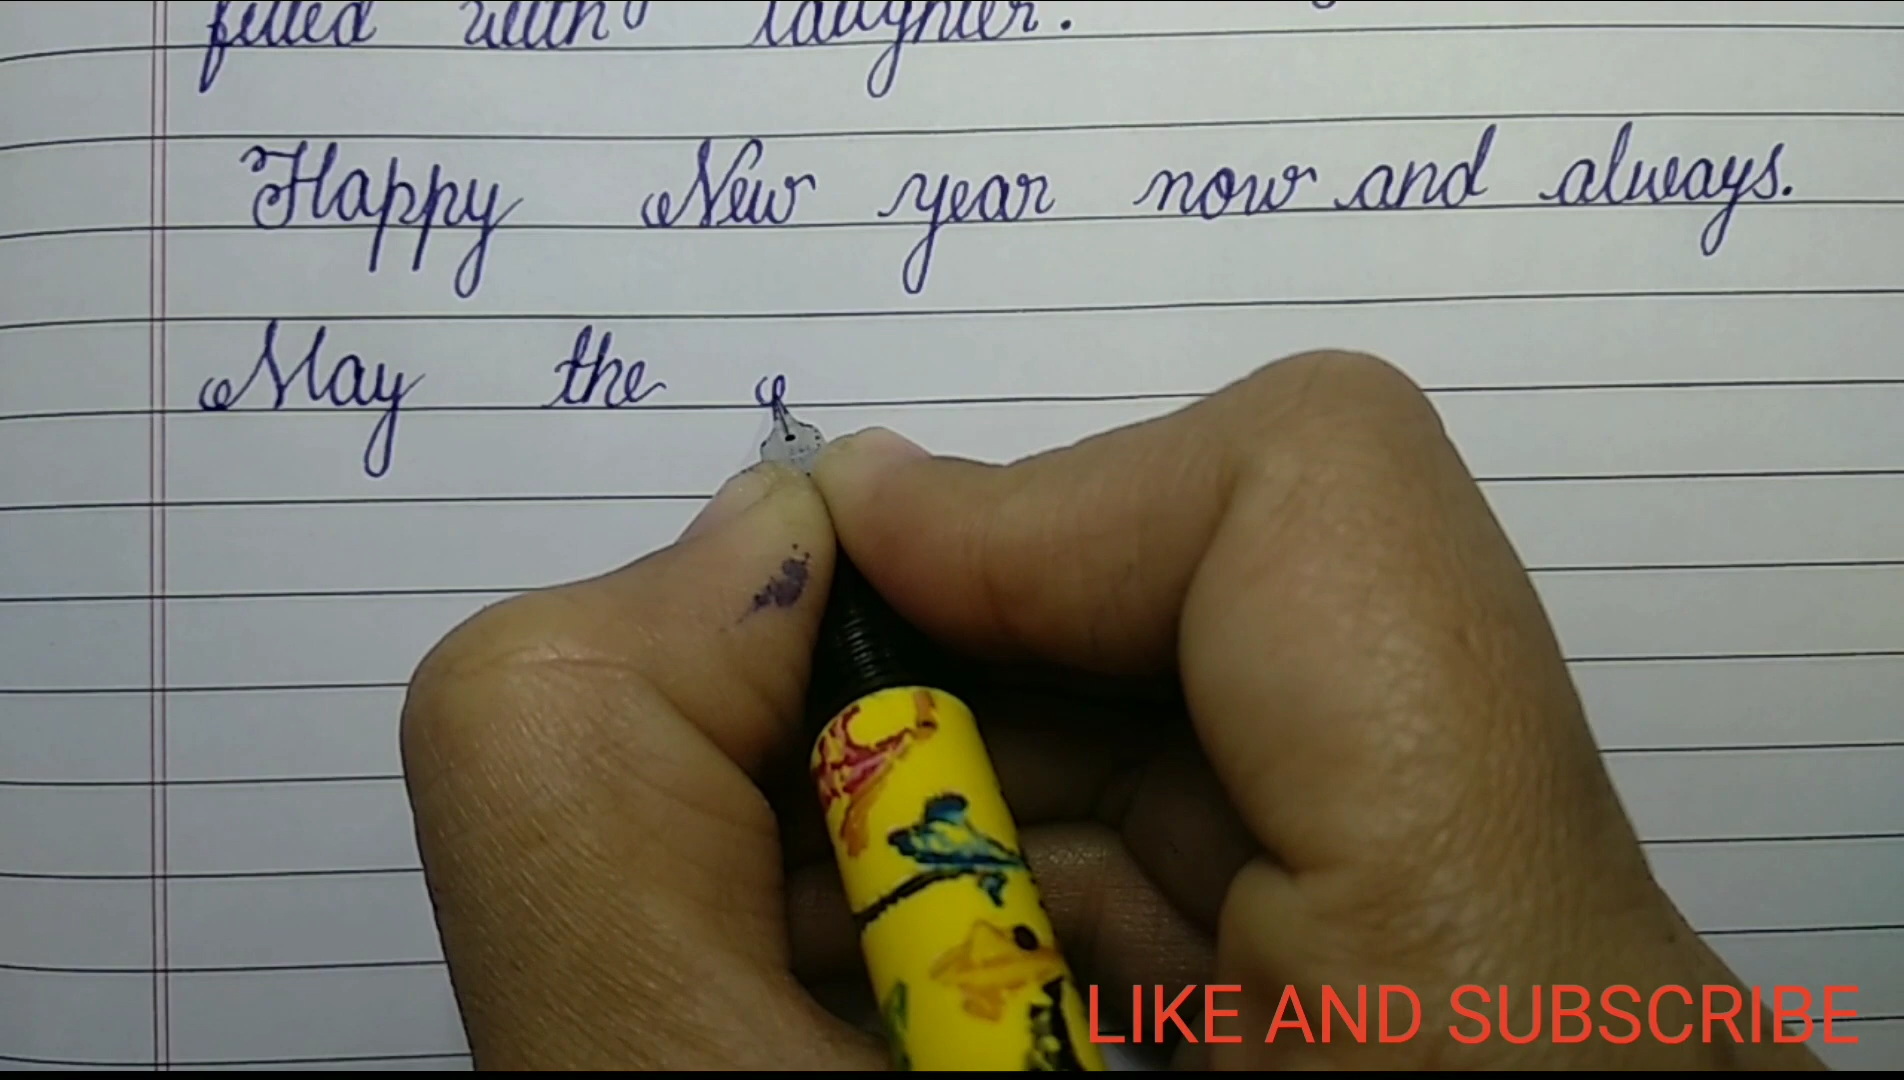 filled with laughter.
Happy New year now and always.
May the
LIKE AND SUBSCRIBE